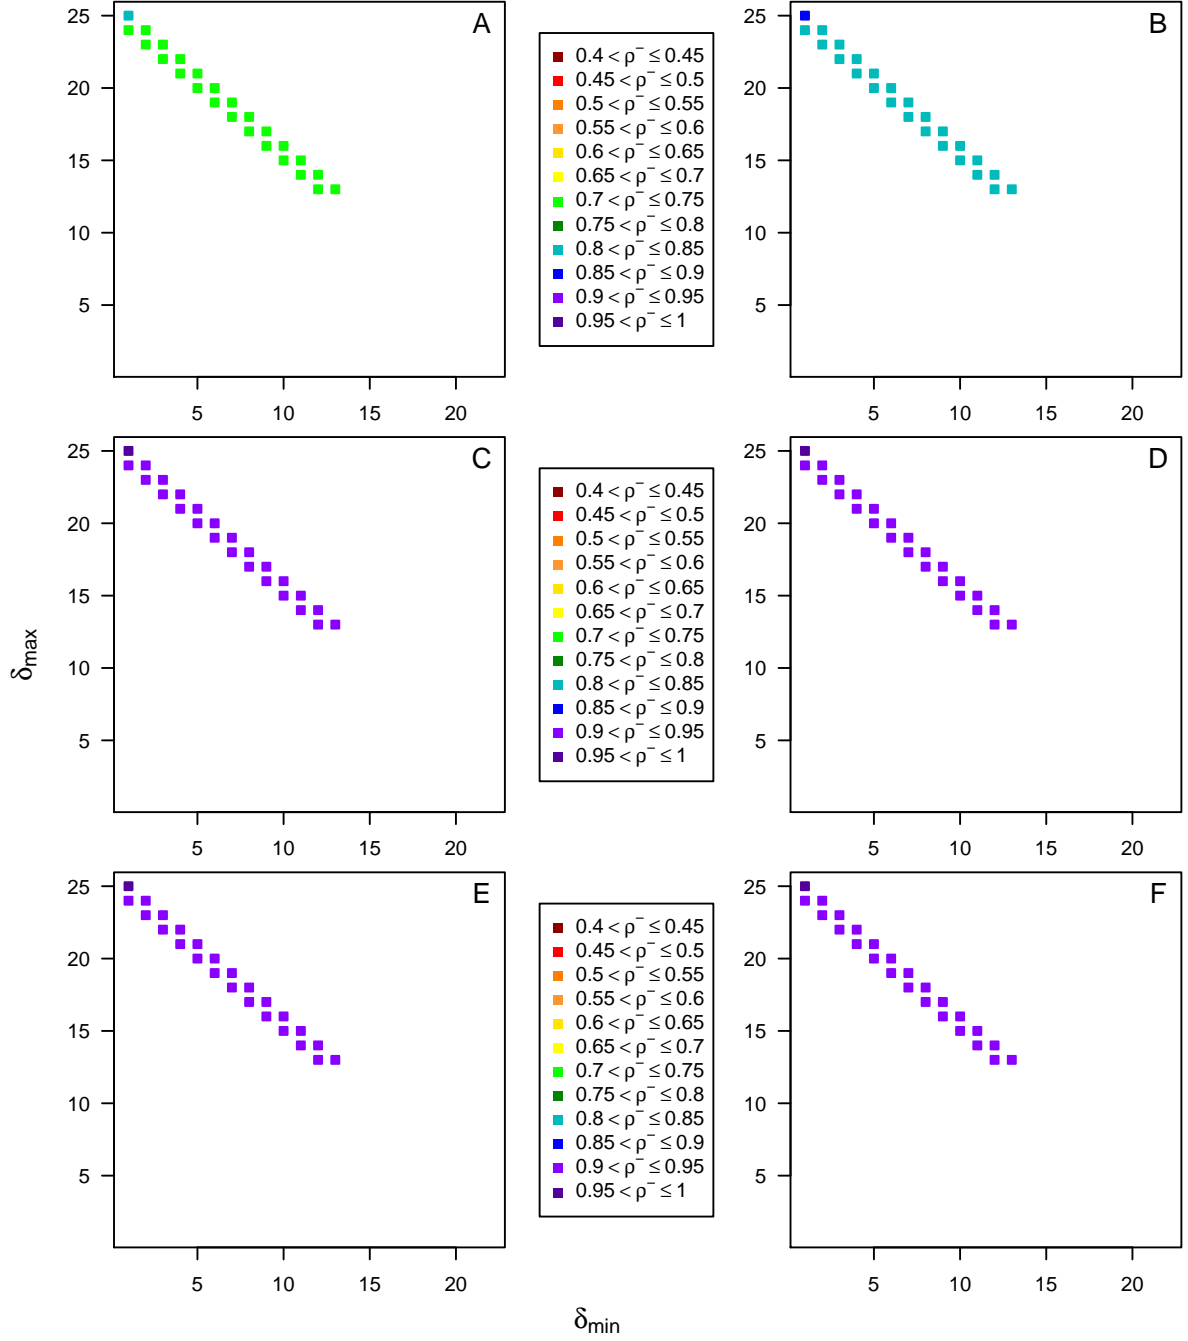 A
25
20
15
10
5
5 10 15 20
0.4 < ρ⁻ ≤ 0.45
0.45 < ρ⁻ ≤ 0.5
0.5 < ρ⁻ ≤ 0.55
0.55 < ρ⁻ ≤ 0.6
0.6 < ρ⁻ ≤ 0.65
0.65 < ρ⁻ ≤ 0.7
0.7 < ρ⁻ ≤ 0.75
0.75 < ρ⁻ ≤ 0.8
0.8 < ρ⁻ ≤ 0.85
0.85 < ρ⁻ ≤ 0.9
0.9 < ρ⁻ ≤ 0.95
0.95 < ρ⁻ ≤ 1
B
25
20
15
10
5
5 10 15 20
δmax
C
25
20
15
10
5
5 10 15 20
0.4 < ρ⁻ ≤ 0.45
0.45 < ρ⁻ ≤ 0.5
0.5 < ρ⁻ ≤ 0.55
0.55 < ρ⁻ ≤ 0.6
0.6 < ρ⁻ ≤ 0.65
0.65 < ρ⁻ ≤ 0.7
0.7 < ρ⁻ ≤ 0.75
0.75 < ρ⁻ ≤ 0.8
0.8 < ρ⁻ ≤ 0.85
0.85 < ρ⁻ ≤ 0.9
0.9 < ρ⁻ ≤ 0.95
0.95 < ρ⁻ ≤ 1
D
25
20
15
10
5
5 10 15 20
E
25
20
15
10
5
5 10 15 20
0.4 < ρ⁻ ≤ 0.45
0.45 < ρ⁻ ≤ 0.5
0.5 < ρ⁻ ≤ 0.55
0.55 < ρ⁻ ≤ 0.6
0.6 < ρ⁻ ≤ 0.65
0.65 < ρ⁻ ≤ 0.7
0.7 < ρ⁻ ≤ 0.75
0.75 < ρ⁻ ≤ 0.8
0.8 < ρ⁻ ≤ 0.85
0.85 < ρ⁻ ≤ 0.9
0.9 < ρ⁻ ≤ 0.95
0.95 < ρ⁻ ≤ 1
F
25
20
15
10
5
5 10 15 20
δmin